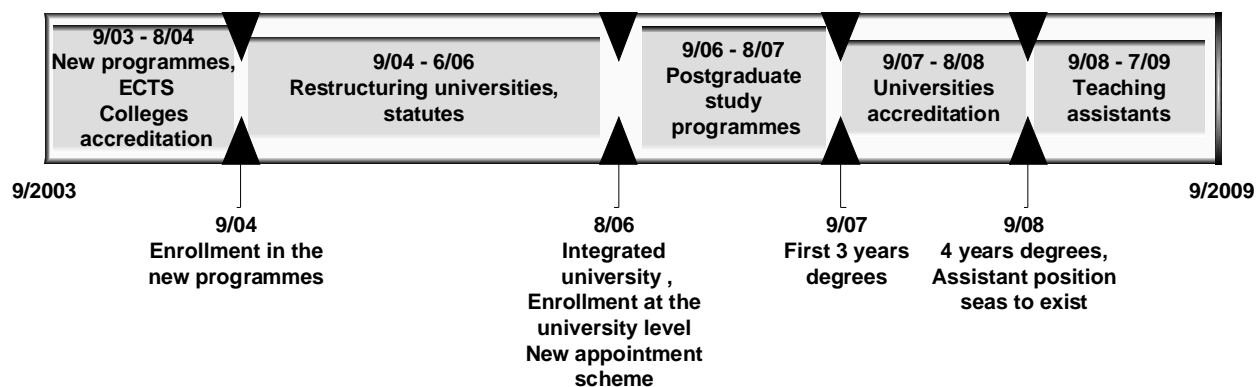 9/03 - 8/04
New programmes,
ECTS
Colleges
accreditation
9/04 - 6/06
Restructuring universities,
statutes
9/06 - 8/07
Postgraduate
study
programmes
9/07 - 8/08
Universities
accreditation
9/08 - 7/09
Teaching
assistants
9/2003
9/2009
9/04
Enrollment in the
new programmes
8/06
Integrated
university ,
Enrollment at the
university level
New appointment
scheme
9/07
First 3 years
degrees
9/08
4 years degrees,
Assistant position
seas to exist